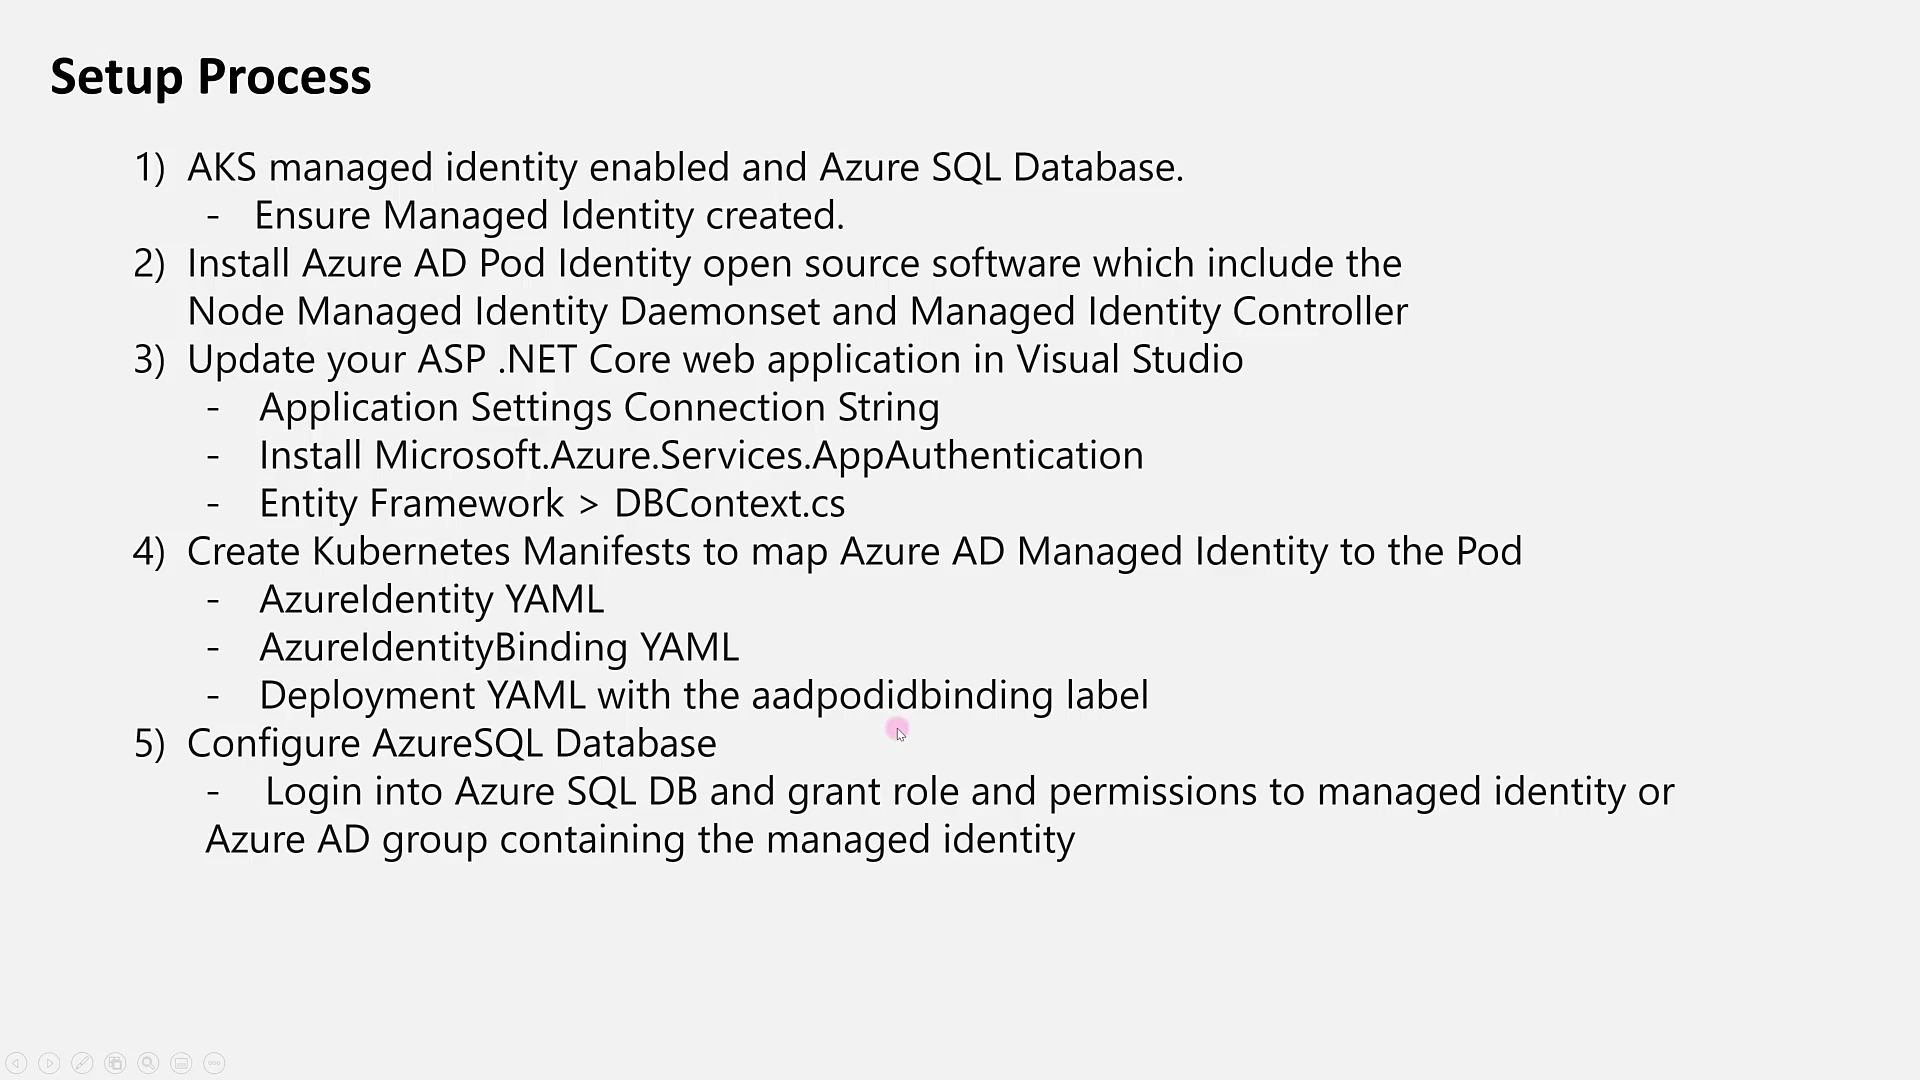 Setup Process
1) AKS managed identity enabled and Azure SQL Database.
- Ensure Managed Identity created.
2) Install Azure AD Pod Identity open source software which include the
Node Managed Identity Daemonset and Managed Identity Controller
3) Update your ASP .NET Core web application in Visual Studio
- Application Settings Connection String
- Install Microsoft.Azure.Services.AppAuthentication
- Entity Framework > DBContext.cs
4) Create Kubernetes Manifests to map Azure AD Managed Identity to the Pod
- AzureIdentity YAML
- AzureIdentityBinding YAML
- Deployment YAML with the aadpodidbinding label
5) Configure AzureSQL Database
- Login into Azure SQL DB and grant role and permissions to managed identity or
Azure AD group containing the managed identity